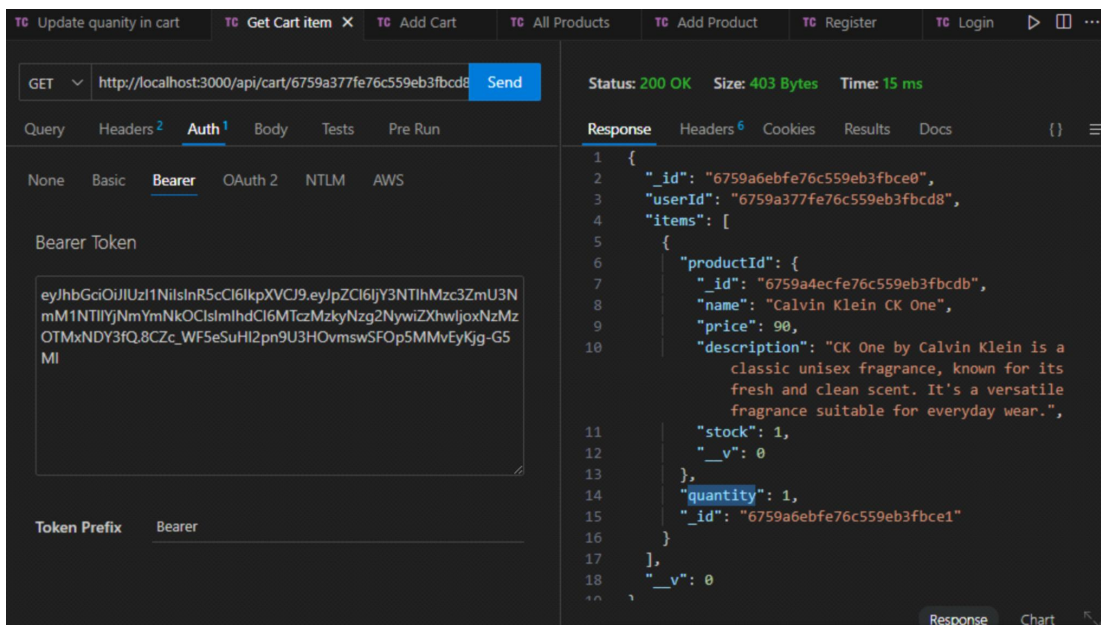 TC Update quanity in cart
TC Get Cart item ×
TC Add Cart
TC All Products
TC Add Product
TC Register
TC Login
GET
http://localhost:3000/api/cart/6759a377fe76c559eb3fbcd8
Send
Query Headers 2 Auth 1 Body Tests Pre Run
None Basic Bearer OAuth 2 NTLM AWS
Bearer Token
eyJhbGciOiJIUzI1NiIsInR5cCI6IkpXVCJ9.eyJpZCI6IjY3NTlhMzc3ZmU3N
mM1NTllYjNmYmNkOCIsImlhdCI6MTczMzkyNzg2NywiZXhwIjoxNzMz
OTMxNDY3fQ.8CZc_WF5eSuHI2pn9U3HOvmswSFOp5MMvEyKjg-G5
MI
Token Prefix Bearer
Status: 200 OK Size: 403 Bytes Time: 15 ms
Response Headers 6 Cookies Results Docs {}
1 {
2 "_id": "6759a6ebfe76c559eb3fbce0",
3 "userId": "6759a377fe76c559eb3fbcd8",
4 "items": [
5 {
6 "productId": {
7 "_id": "6759a4ecfe76c559eb3fbcdb",
8 "name": "Calvin Klein CK One",
9 "price": 90,
10 "description": "CK One by Calvin Klein is a
classic unisex fragrance, known for its
fresh and clean scent. It's a versatile
fragrance suitable for everyday wear.",
11 "stock": 1,
12 "__v": 0
13 },
14 "quantity": 1,
15 "_id": "6759a6ebfe76c559eb3fbce1"
16 }
17 ],
18 "__v": 0
19 }
Response Chart